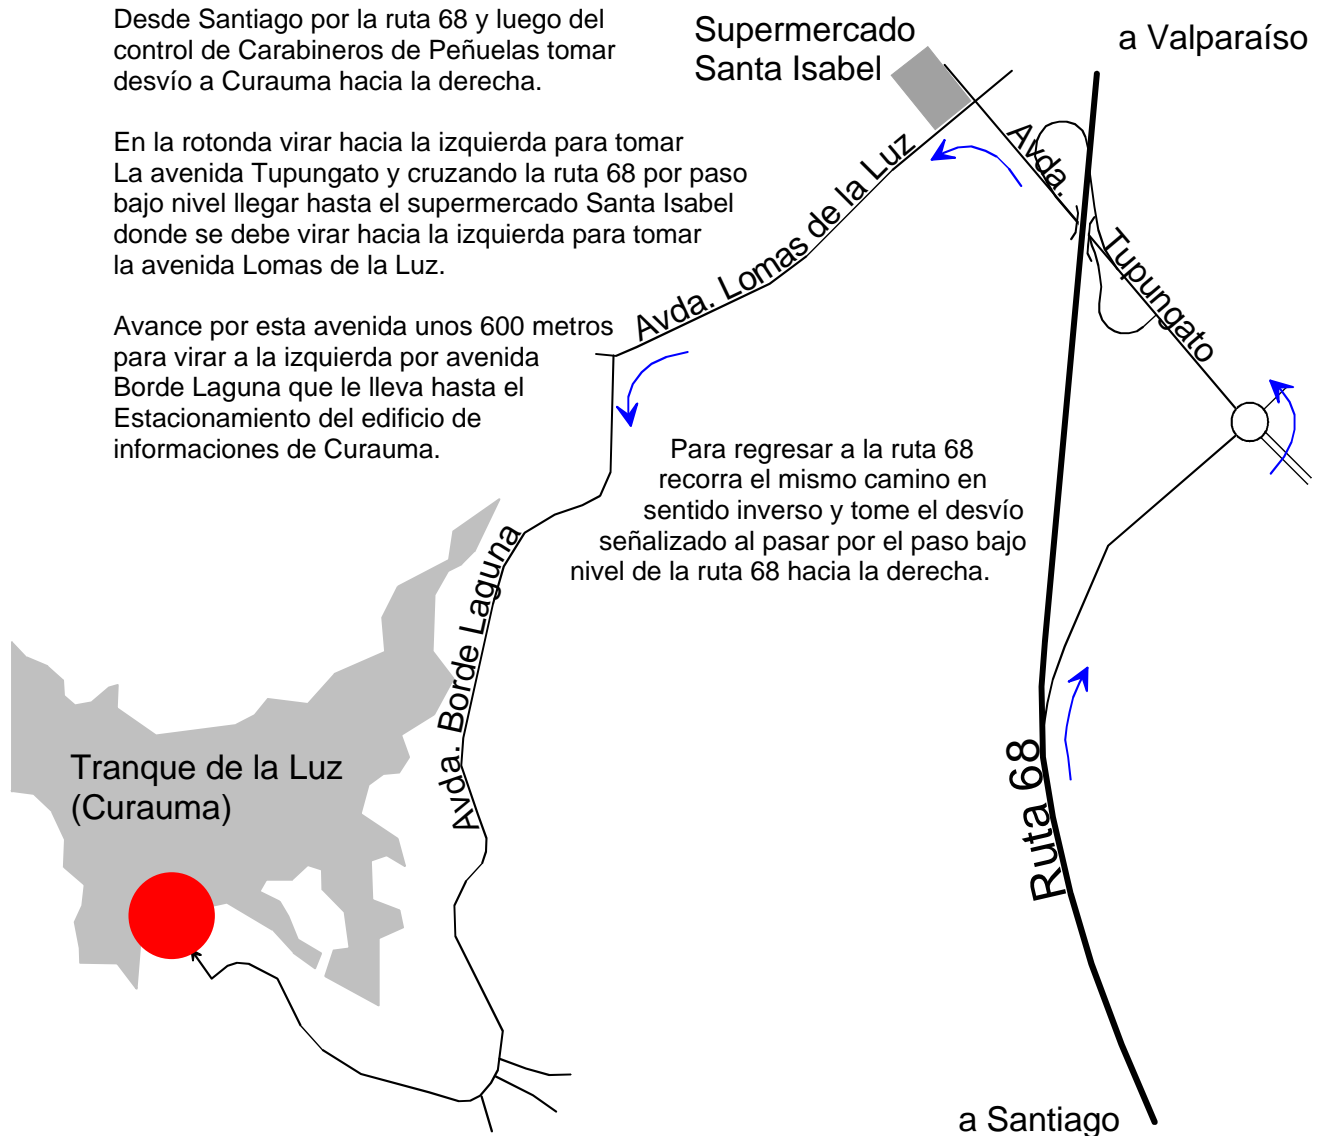 Desde Santiago por la ruta 68 y luego del
control de Carabineros de Peñuelas tomar
desvío a Curauma hacia la derecha.
En la rotonda virar hacia la izquierda para tomar
La avenida Tupungato y cruzando la ruta 68 por paso
bajo nivel llegar hasta el supermercado Santa Isabel
donde se debe virar hacia la izquierda para tomar
la avenida Lomas de la Luz.
Avance por esta avenida unos 600 metros
para virar a la izquierda por avenida
Borde Laguna que le lleva hasta el
Estacionamiento del edificio de
informaciones de Curauma.
Supermercado
Santa Isabel
a Valparaíso
Avda. Tupungato
Avda. Lomas de la Luz
Para regresar a la ruta 68
recorra el mismo camino en
sentido inverso y tome el desvío
señalizado al pasar por el paso bajo
nivel de la ruta 68 hacia la derecha.
Avda. Borde Laguna
Tranque de la Luz
(Curauma)
Ruta 68
a Santiago